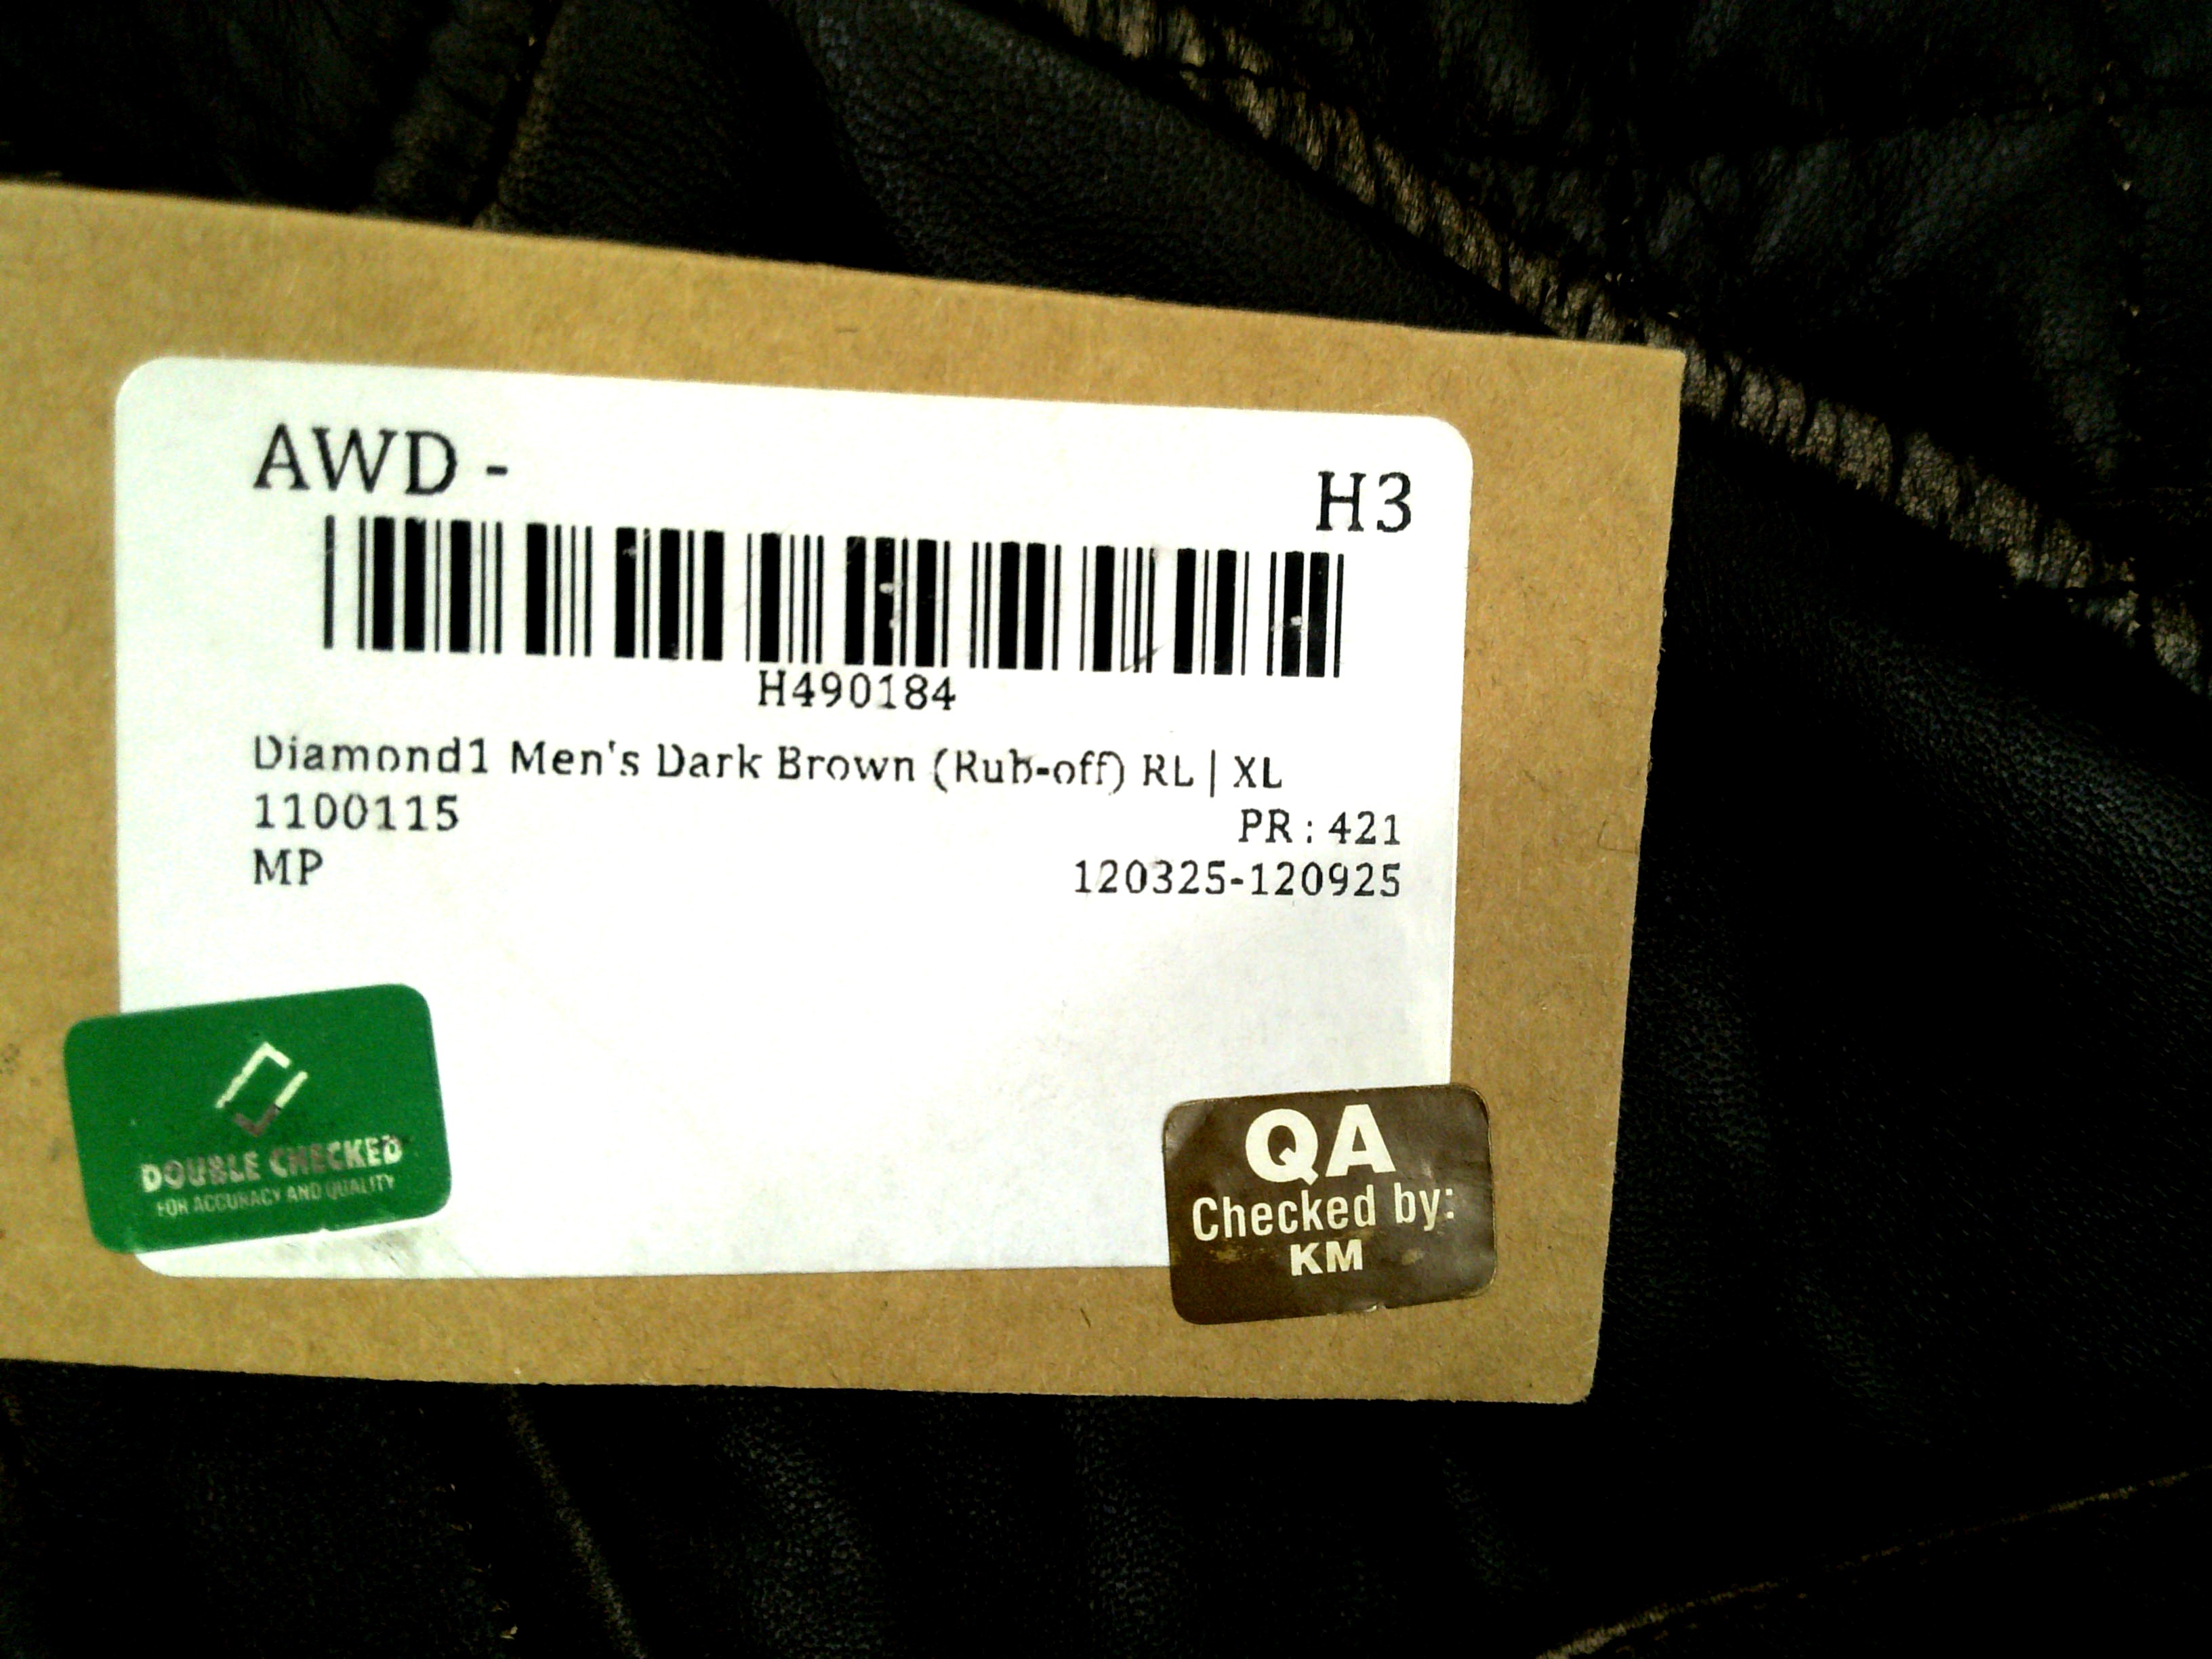 AWD -
H3
H490184
Diamond1 Men's Dark Brown (Rub-off) RL | XL
1100115
PR : 421
MP
120325-120925
DOUBLE CHECKED
FOR ACCURACY AND QUALITY
QA
Checked by:
KM